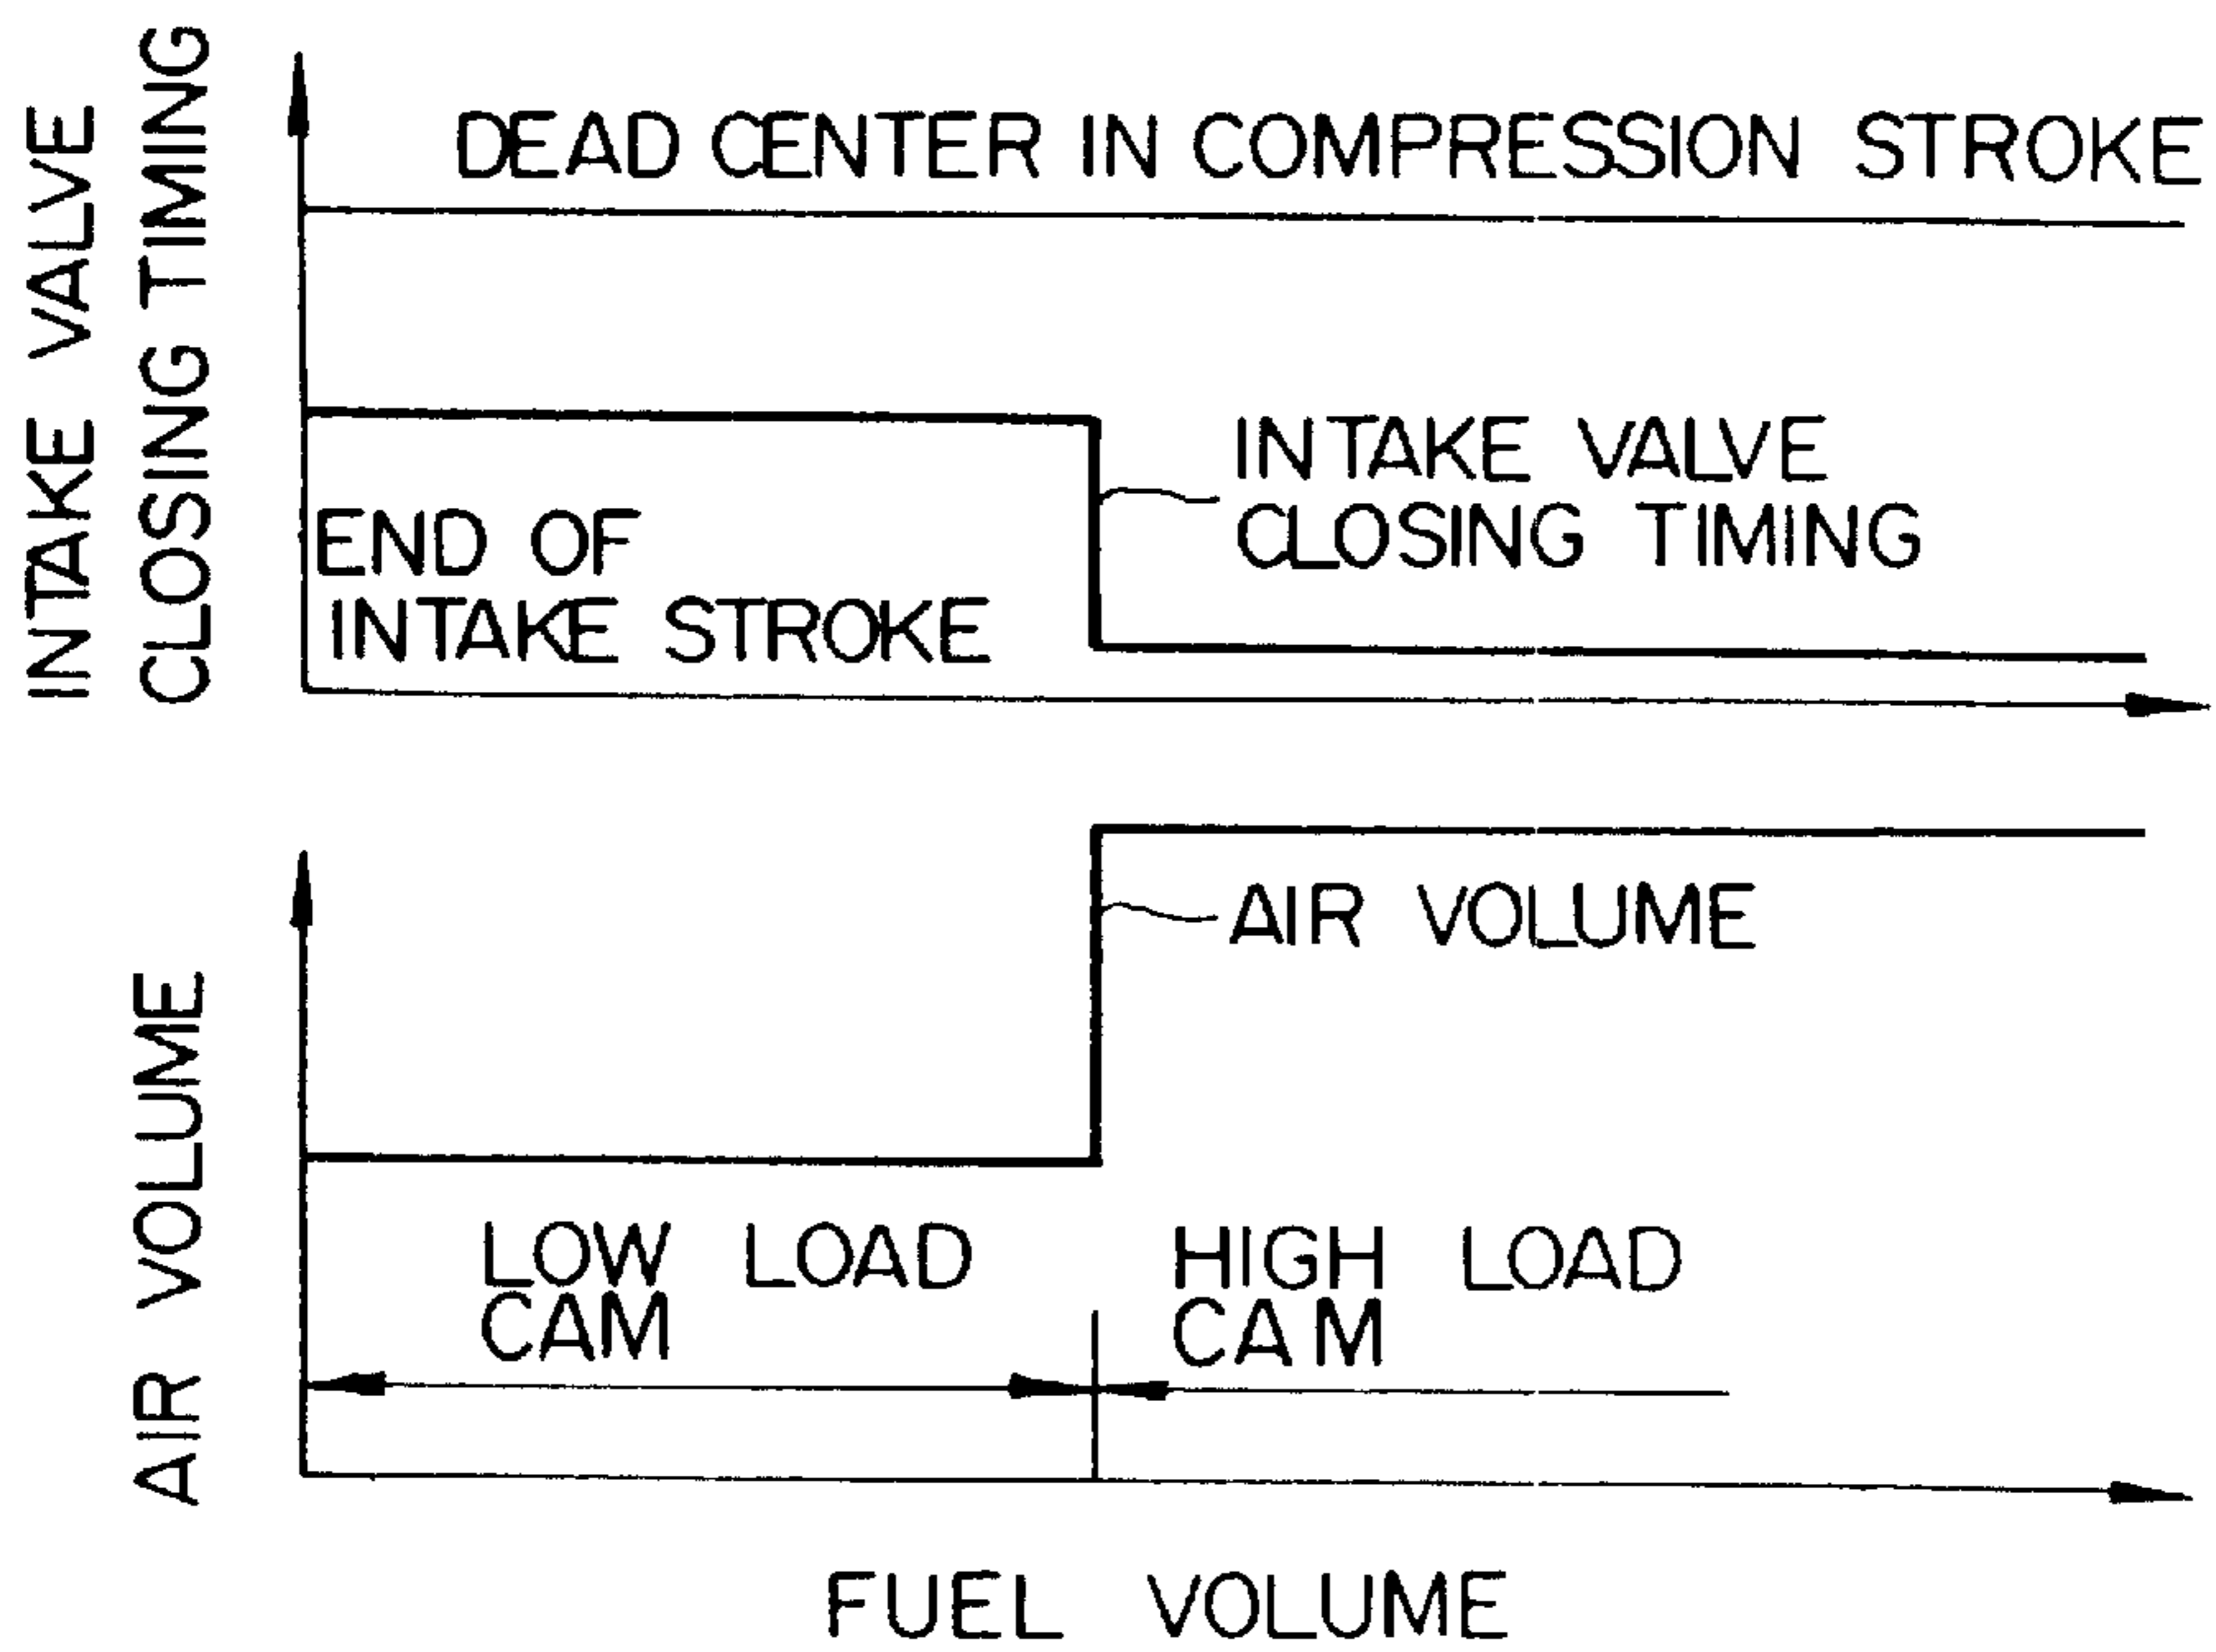 INTAKE VALVE
CLOSING TIMING
DEAD CENTER IN COMPRESSION STROKE
INTAKE VALVE
CLOSING TIMING
END OF
INTAKE STROKE
AIR VOLUME
AIR VOLUME
LOW LOAD
CAM
HIGH LOAD
CAM
FUEL VOLUME